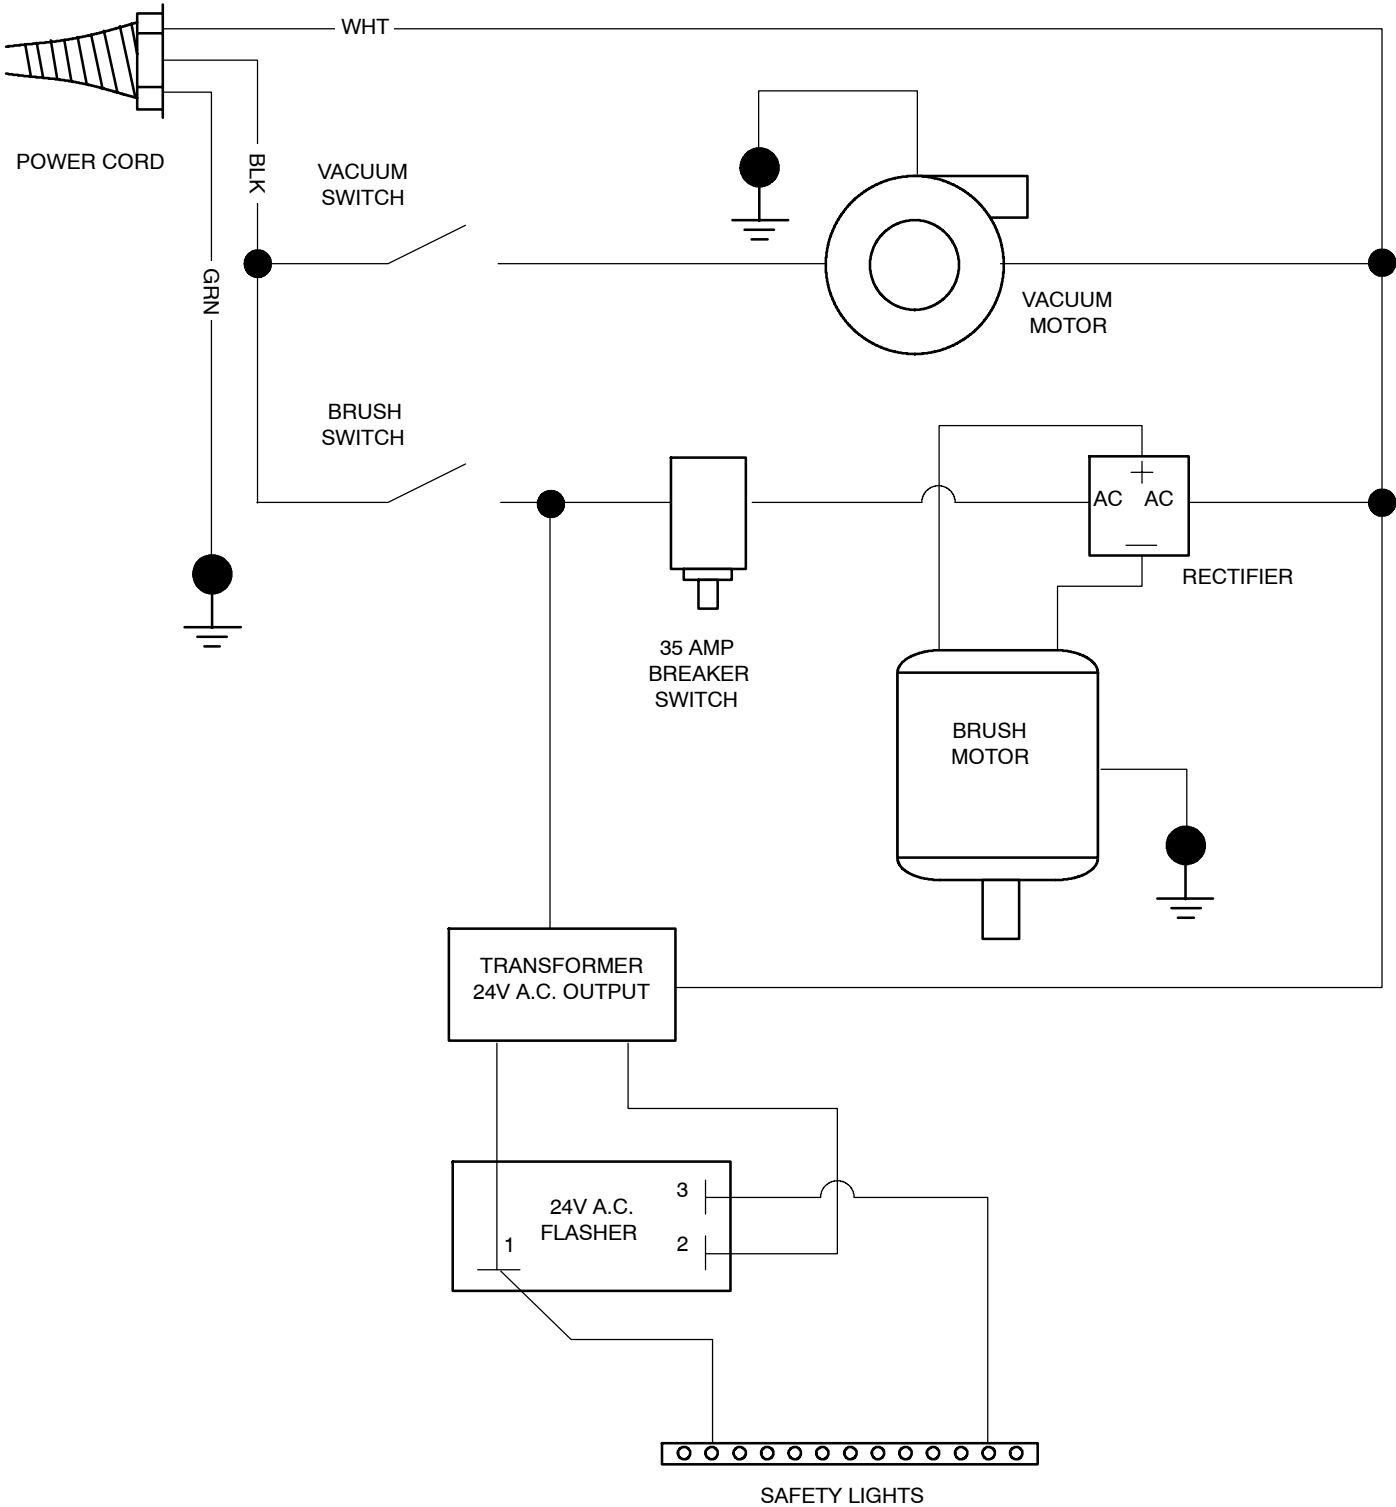 WHT
POWER CORD
BLK
VACUUM
SWITCH
GRN
VACUUM
MOTOR
BRUSH
SWITCH
+
AC AC
—
RECTIFIER
35 AMP
BREAKER
SWITCH
BRUSH
MOTOR
TRANSFORMER
24V A.C. OUTPUT
3
24V A.C.
FLASHER
2
1
SAFETY LIGHTS